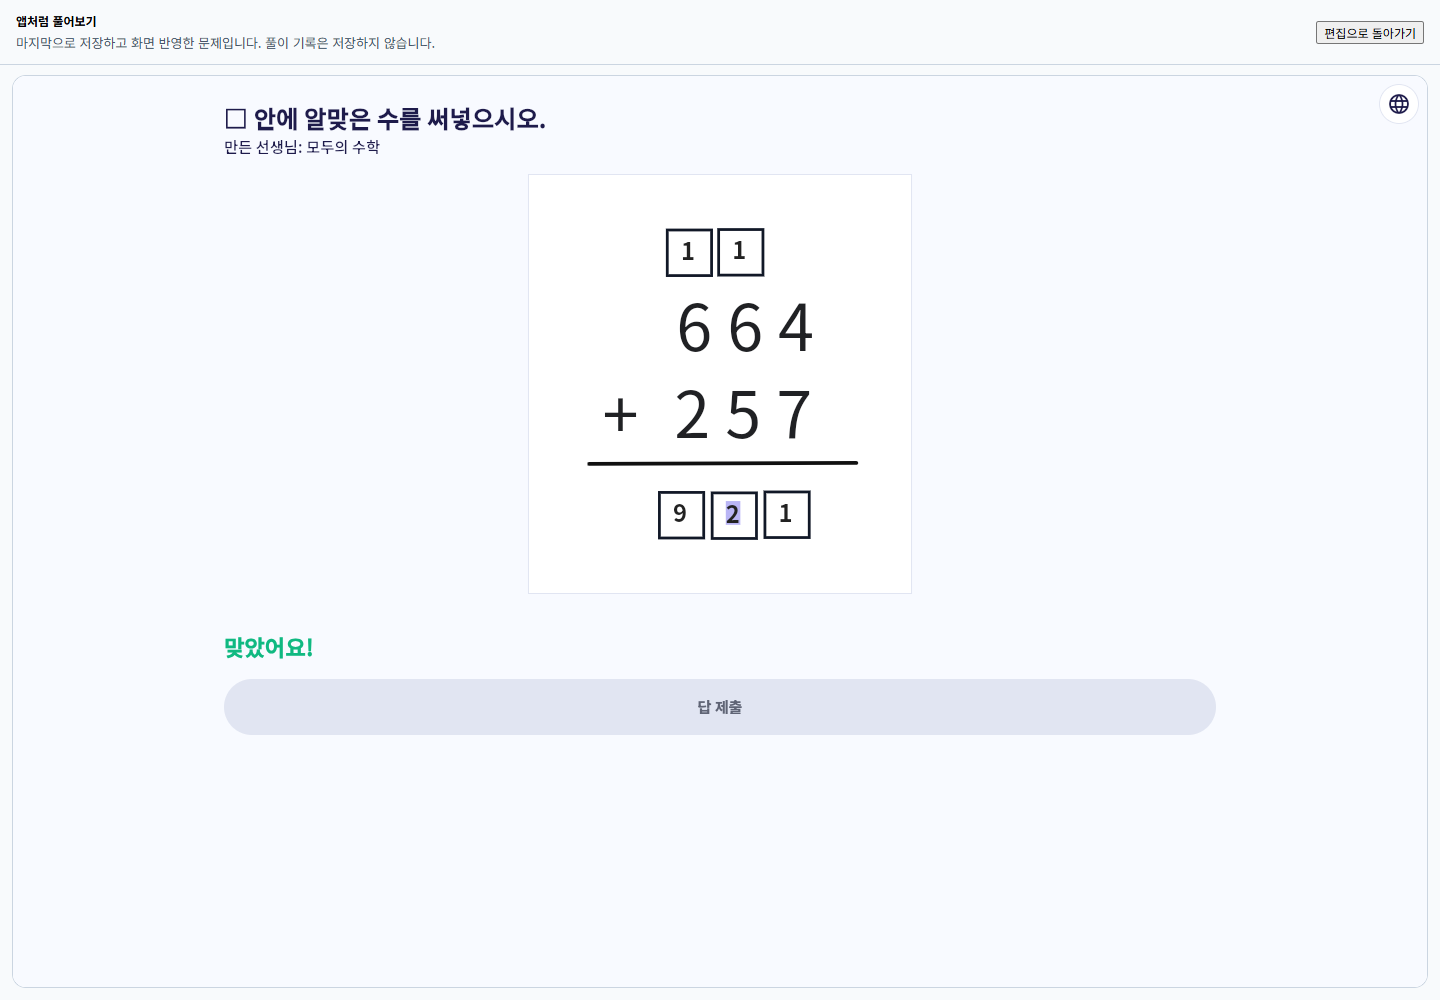 앱처럼 풀어보기
마지막으로 저장하고 화면 반영한 문제입니다. 풀이 기록은 저장하지 않습니다.
편집으로 돌아가기
□ 안에 알맞은 수를 써넣으시오.
만든 선생님: 모두의 수학
1 1
6 6 4
+ 2 5 7
9 2 1
맞았어요!
답 제출